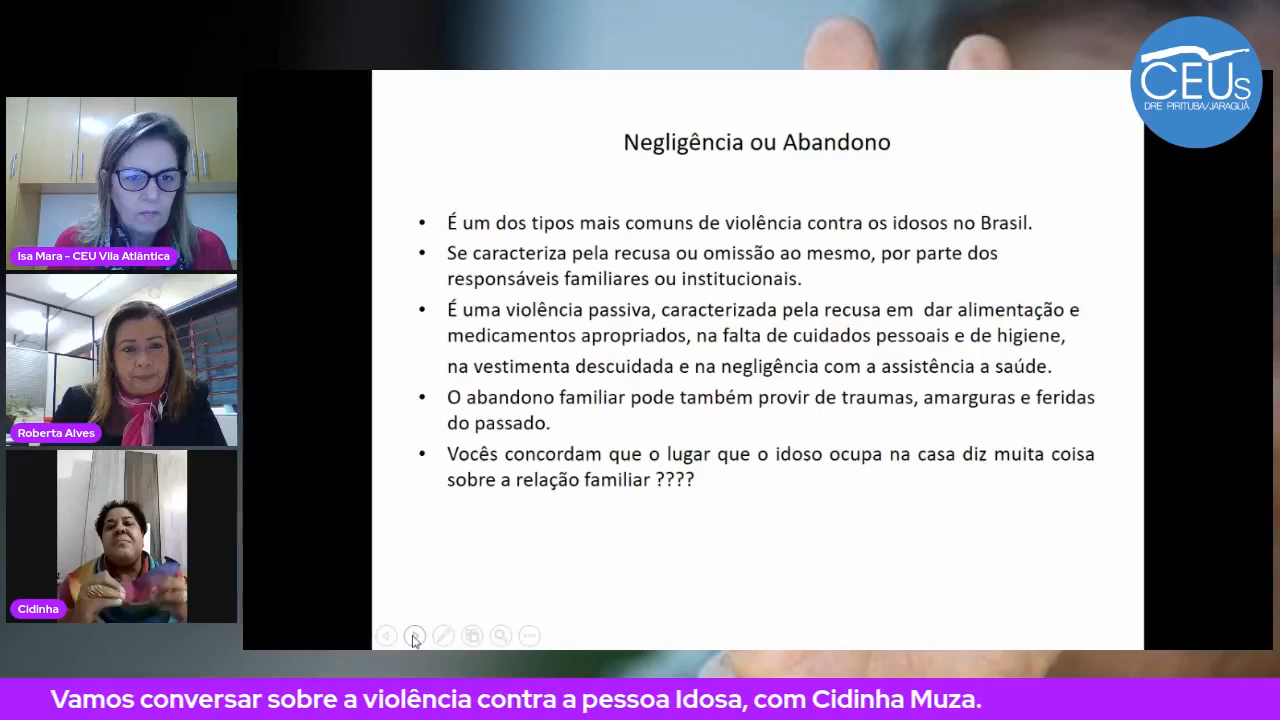 CEUs
DRE PIRITUBA/JARAGUÁ
Negligência ou Abandono
• É um dos tipos mais comuns de violência contra os idosos no Brasil.
• Se caracteriza pela recusa ou omissão ao mesmo, por parte dos
responsáveis familiares ou institucionais.
• É uma violência passiva, caracterizada pela recusa em dar alimentação e
medicamentos apropriados, na falta de cuidados pessoais e de higiene,
na vestimenta descuidada e na negligência com a assistência a saúde.
• O abandono familiar pode também provir de traumas, amarguras e feridas
do passado.
• Vocês concordam que o lugar que o idoso ocupa na casa diz muita coisa
sobre a relação familiar ????
Isa Mara - CEU Vila Atlântica
Roberta Alves
Cidinha
Vamos conversar sobre a violência contra a pessoa Idosa, com Cidinha Muza.